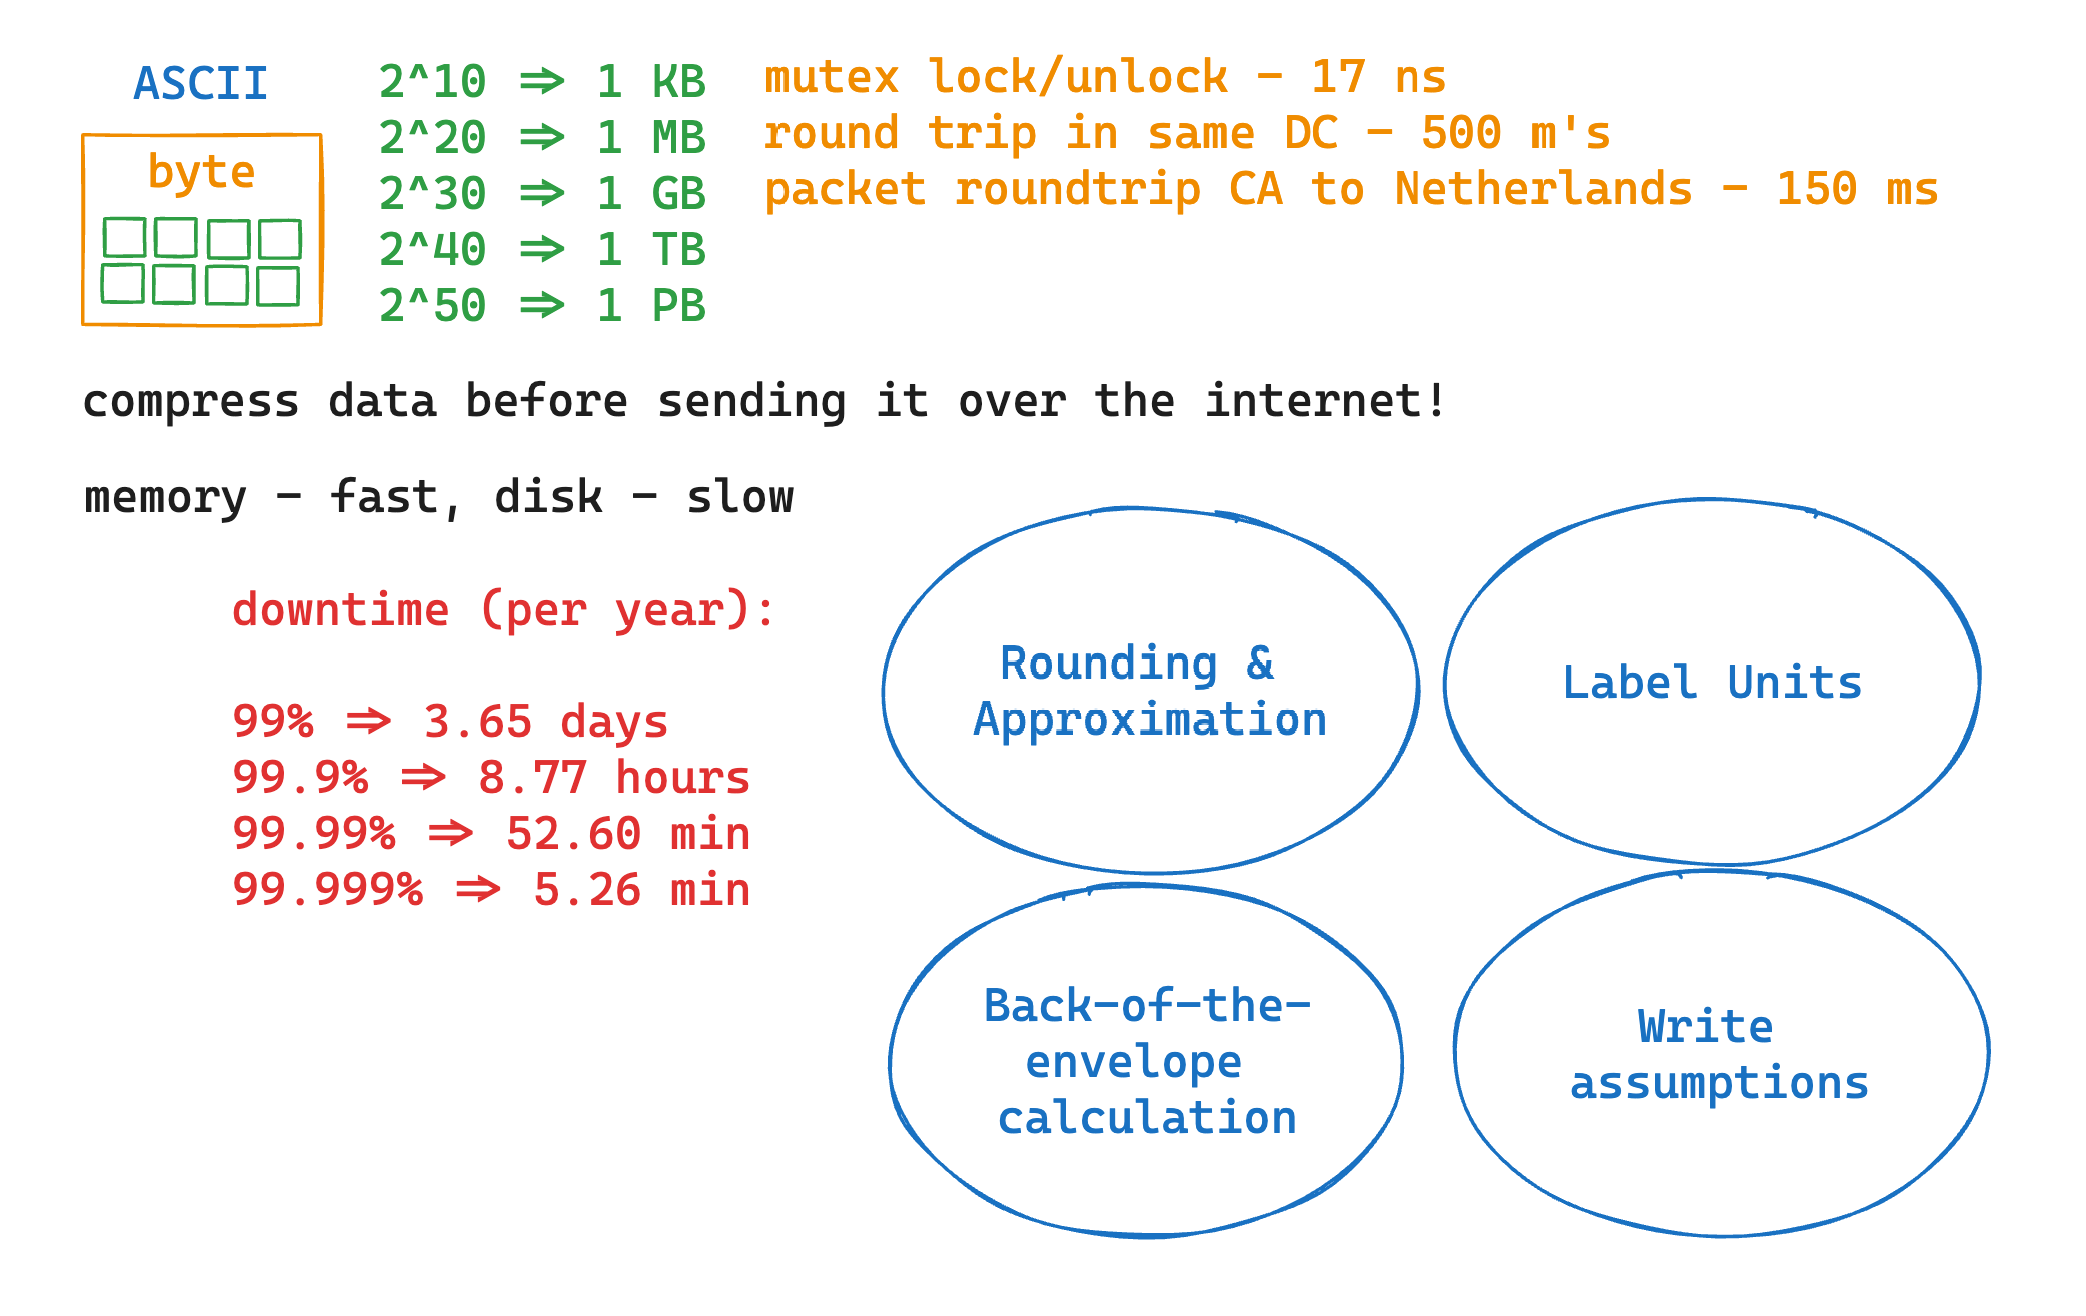 ASCII
byte
2^10 => 1 KB
2^20 => 1 MB
2^30 => 1 GB
2^40 => 1 TB
2^50 => 1 PB
mutex lock/unlock - 17 ns
round trip in same DC - 500 m's
packet roundtrip CA to Netherlands - 150 ms
compress data before sending it over the internet!
memory - fast, disk - slow
downtime (per year):
99% => 3.65 days
99.9% => 8.77 hours
99.99% => 52.60 min
99.999% => 5.26 min
Rounding &
Approximation
Label Units
Back-of-the-
envelope
calculation
Write
assumptions